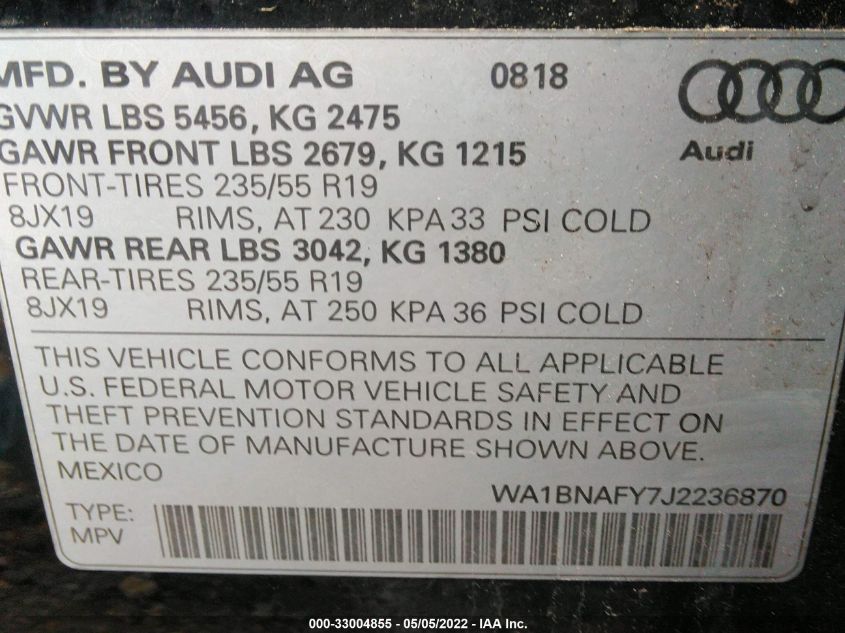 MFD. BY AUDI AG 0818
GVWR LBS 5456, KG 2475
GAWR FRONT LBS 2679, KG 1215
Audi
FRONT-TIRES 235/55 R19
8JX19 RIMS, AT 230 KPA 33 PSI COLD
GAWR REAR LBS 3042, KG 1380
REAR-TIRES 235/55 R19
8JX19 RIMS, AT 250 KPA 36 PSI COLD
THIS VEHICLE CONFORMS TO ALL APPLICABLE
U.S. FEDERAL MOTOR VEHICLE SAFETY AND
THEFT PREVENTION STANDARDS IN EFFECT ON
THE DATE OF MANUFACTURE SHOWN ABOVE.
MEXICO
WA1BNAFY7J2236870
TYPE:
MPV
000-33004855 - 05/05/2022 - IAA Inc.